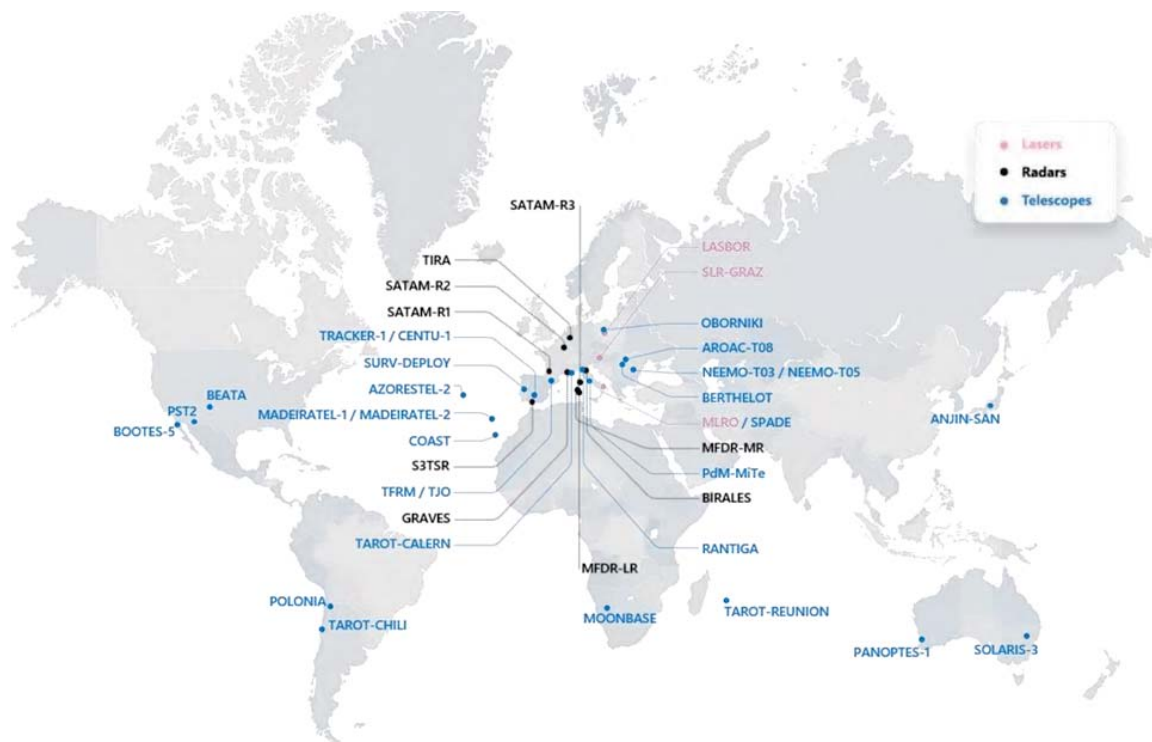 Lasers
Radars
Telescopes
SATAM-R3
TIRA
SATAM-R2
SATAM-R1
TRACKER-1 / CENTU-1
SURV-DEPLOY
AZORESTEL-2
MADEIRATEL-1 / MADEIRATEL-2
COAST
S3TSR
TFRM / TJO
GRAVES
TAROT-CALERN
LASBOR
SLR-GRAZ
OBORNIKI
AROAC-T08
NEEMO-T03 / NEEMO-T05
BERTHELOT
MLRO / SPADE
MFDR-MR
PdM-MiTe
BIRALES
RANTIGA
MFDR-LR
BEATA
PST2
BOOTES-5
ANJIN-SAN
POLONIA
TAROT-CHILI
MOONBASE
TAROT-REUNION
PANOPTES-1
SOLARIS-3